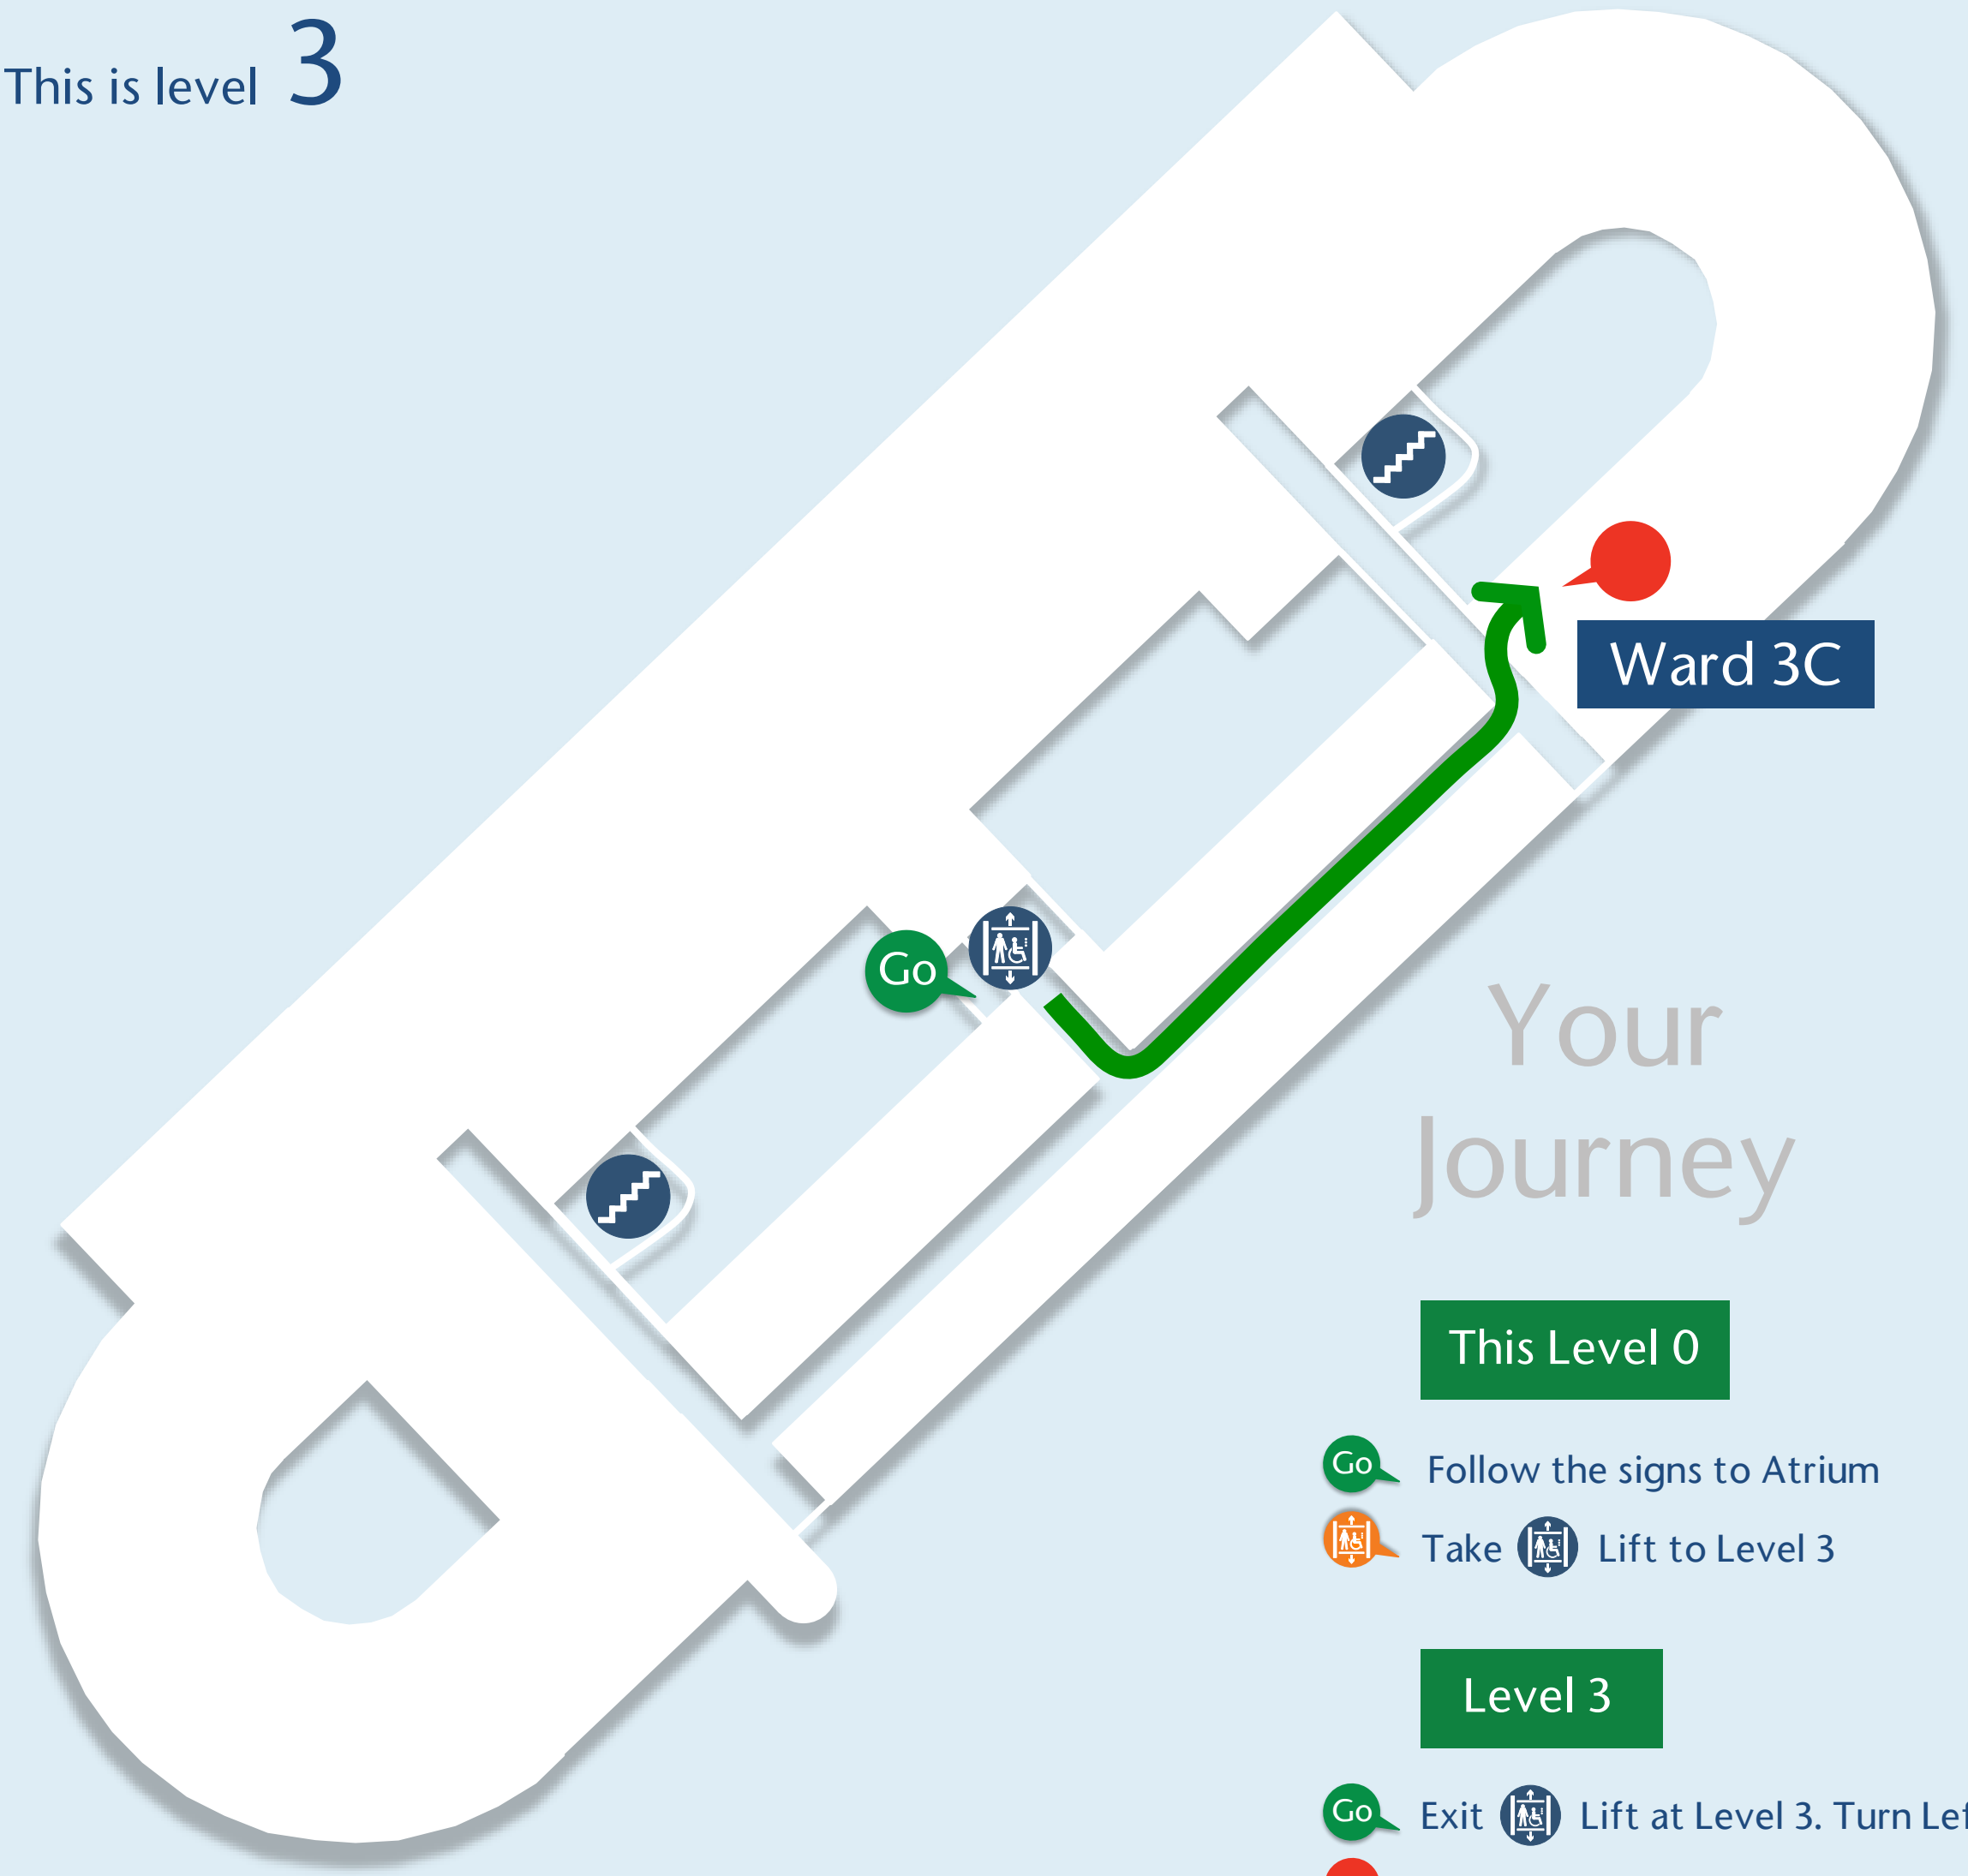 This is level 3
Go
Ward 3C
Your
Journey
This Level 0
Go Follow the signs to Atrium
Take Lift to Level 3
Level 3
Go Exit Lift at Level 3. Turn